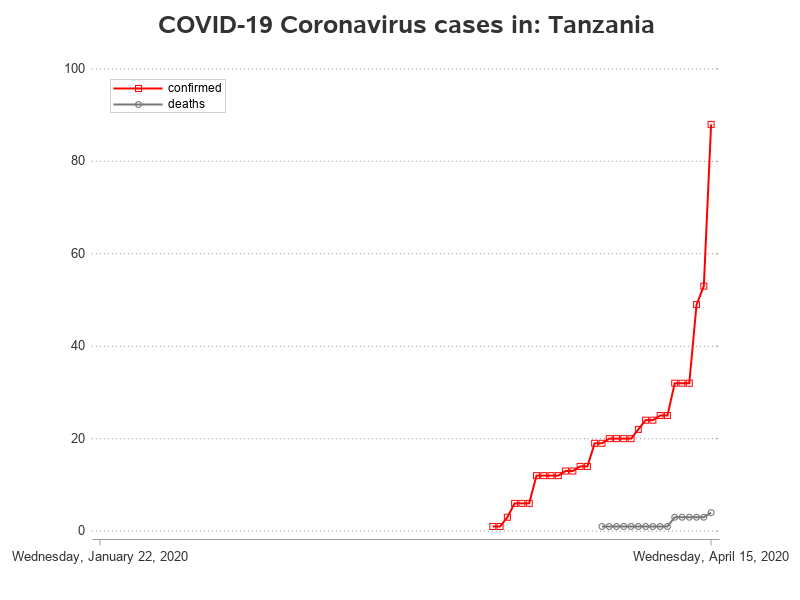 COVID-19 Coronavirus cases in: Tanzania
100
confirmed
deaths
80
60
40
20
0
Wednesday, January 22, 2020
Wednesday, April 15, 2020